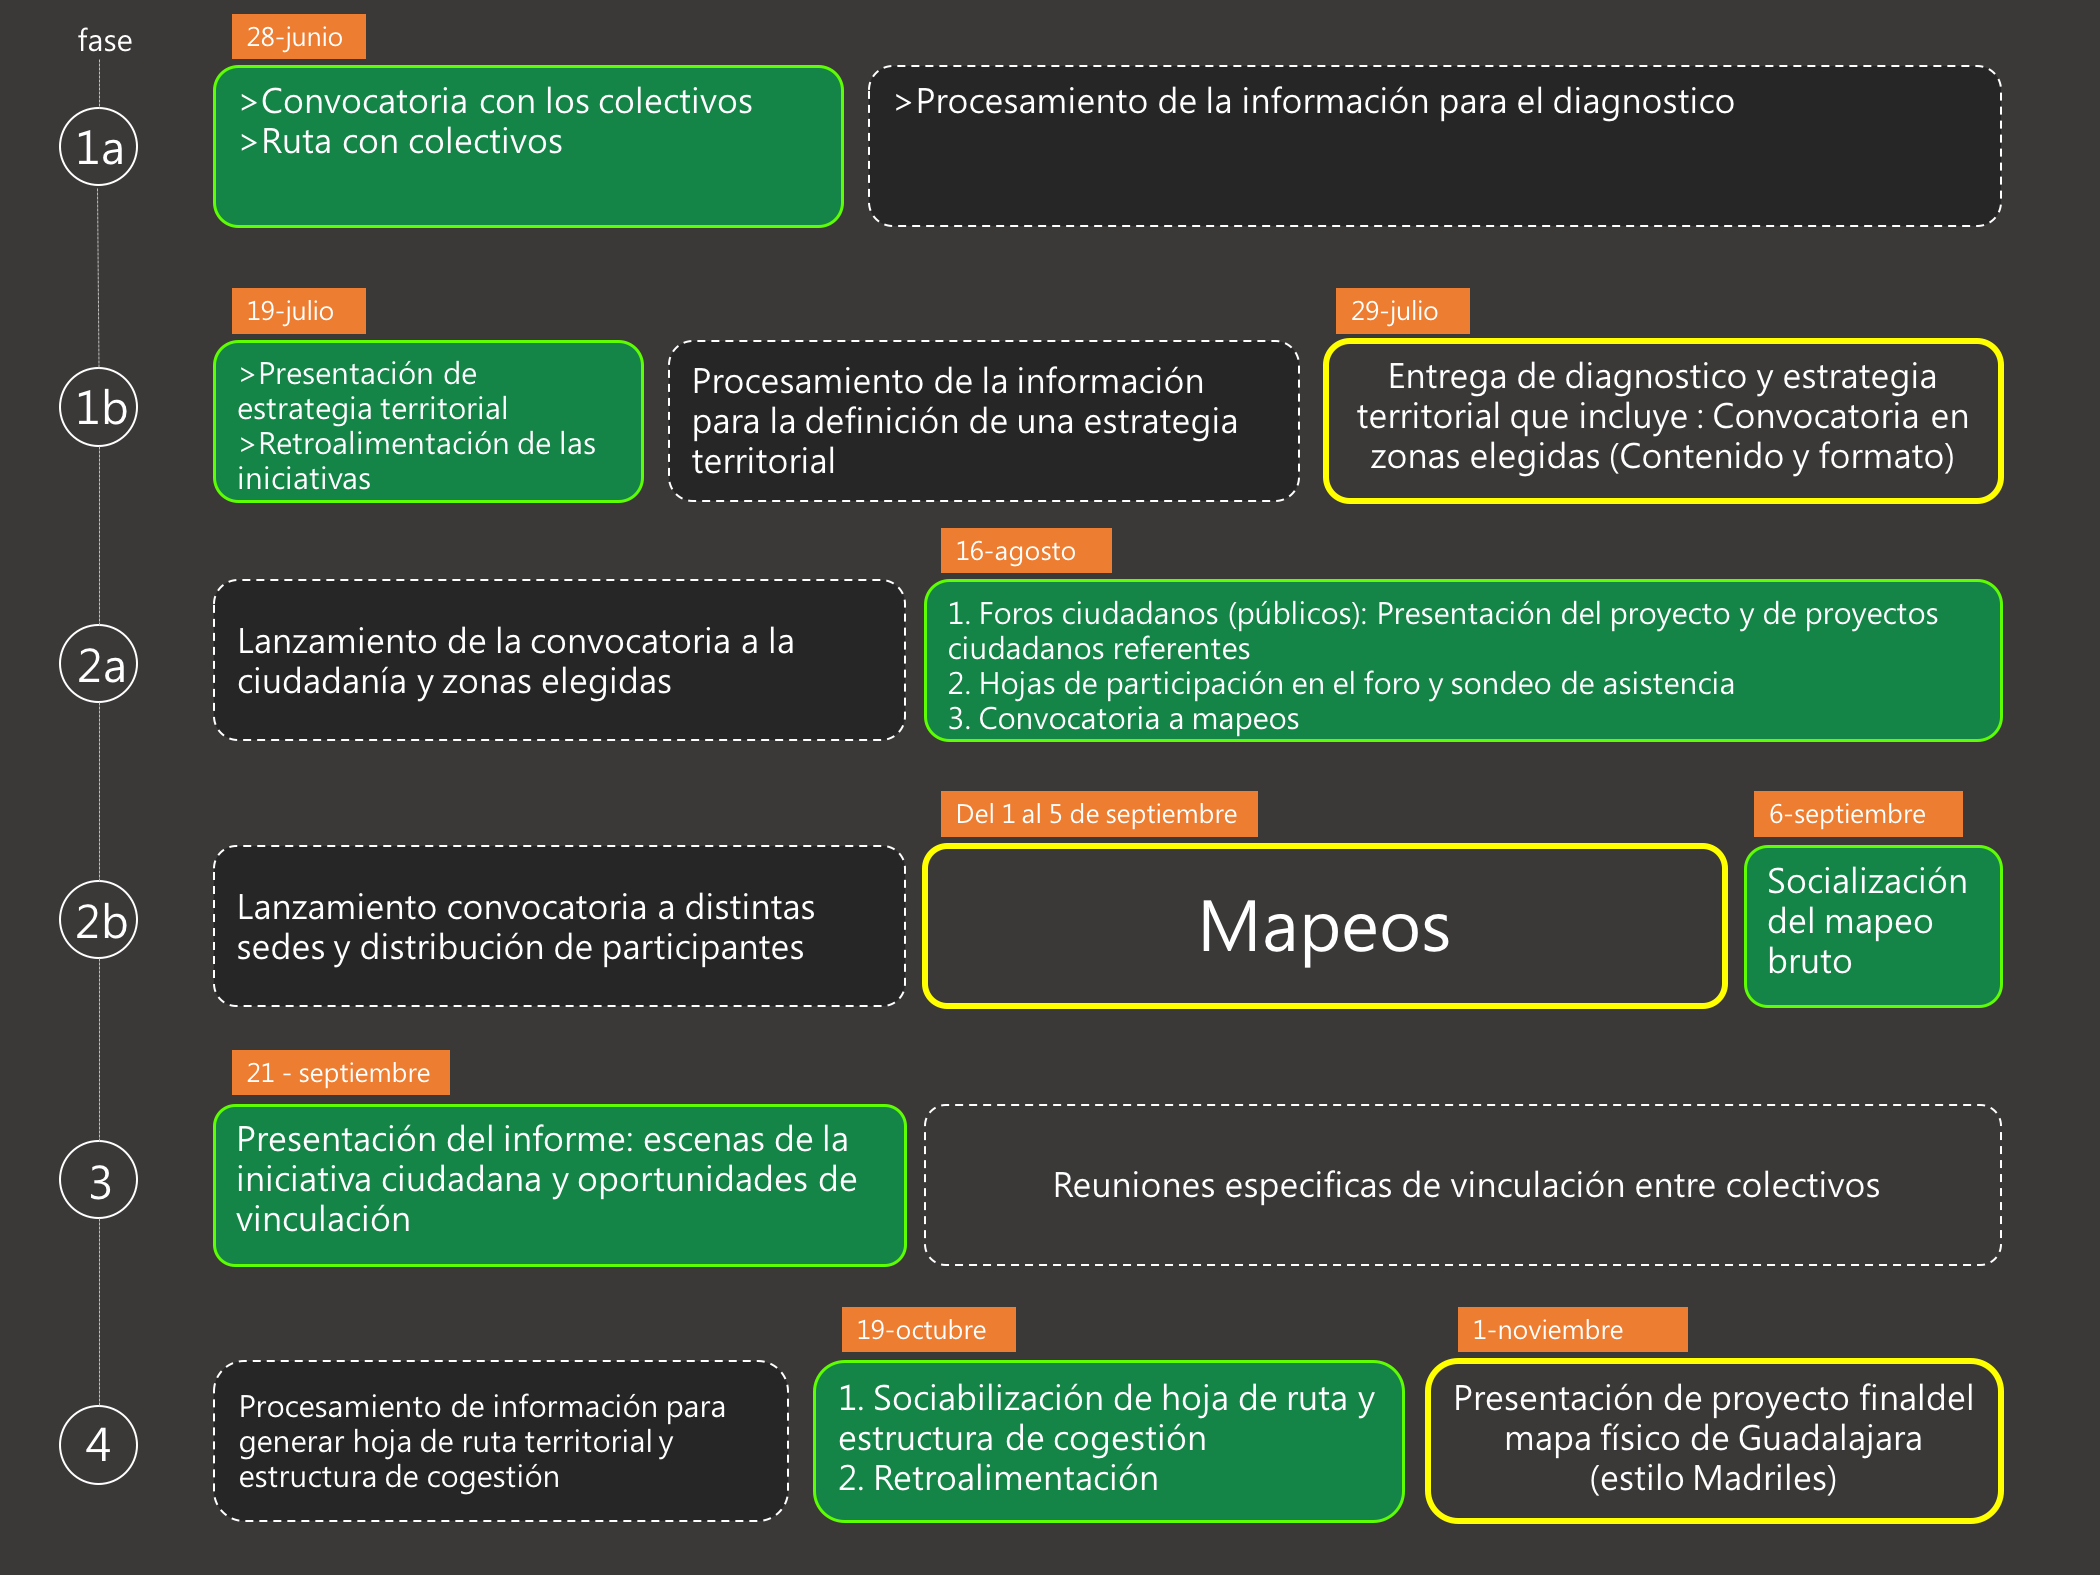 fase
28-junio
1a
>Convocatoria con los colectivos
>Ruta con colectivos
>Procesamiento de la información para el diagnostico
19-julio
29-julio
1b
>Presentación de
estrategia territorial
>Retroalimentación de las
iniciativas
Procesamiento de la información
para la definición de una estrategia
territorial
Entrega de diagnostico y estrategia
territorial que incluye : Convocatoria en
zonas elegidas (Contenido y formato)
16-agosto
2a
Lanzamiento de la convocatoria a la
ciudadanía y zonas elegidas
1. Foros ciudadanos (públicos): Presentación del proyecto y de proyectos
ciudadanos referentes
2. Hojas de participación en el foro y sondeo de asistencia
3. Convocatoria a mapeos
Del 1 al 5 de septiembre
6-septiembre
2b
Lanzamiento convocatoria a distintas
sedes y distribución de participantes
Mapeos
Socialización
del mapeo
bruto
21 - septiembre
3
Presentación del informe: escenas de la
iniciativa ciudadana y oportunidades de
vinculación
Reuniones especificas de vinculación entre colectivos
19-octubre
1-noviembre
4
Procesamiento de información para
generar hoja de ruta territorial y
estructura de cogestión
1. Sociabilización de hoja de ruta y
estructura de cogestión
2. Retroalimentación
Presentación de proyecto finaldel
mapa físico de Guadalajara
(estilo Madriles)